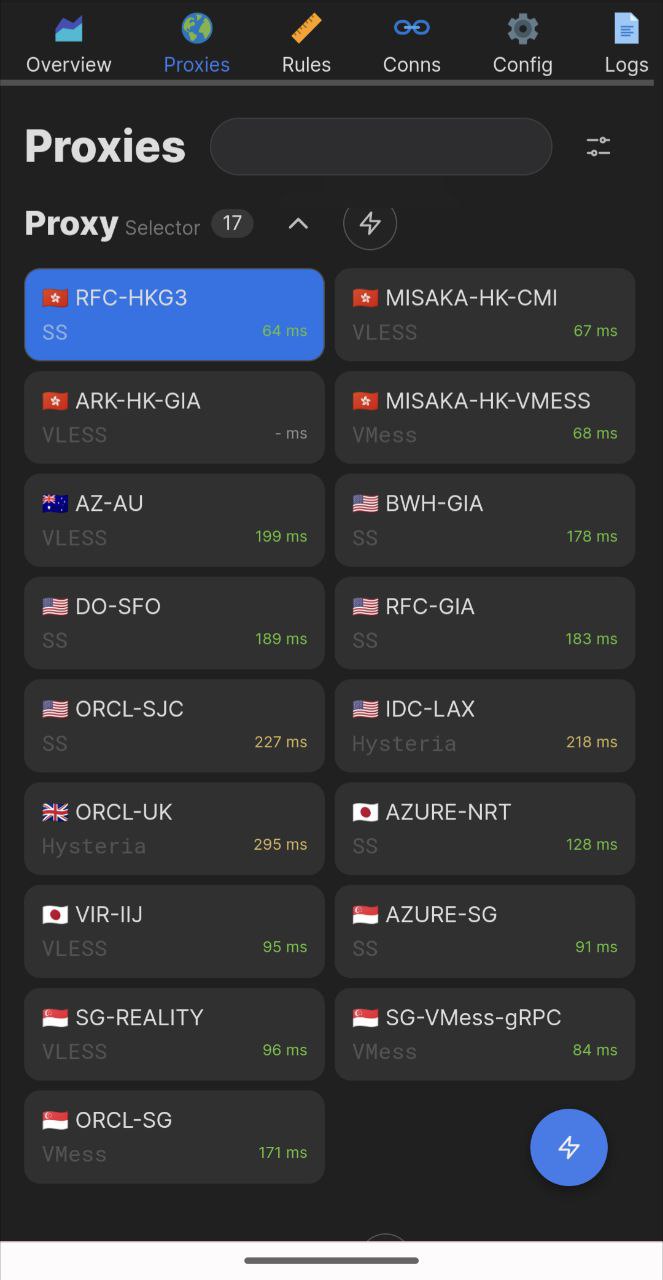 Overview Proxies Rules Conns Config Logs
Proxies
Proxy Selector 17
RFC-HKG3
SS 64 ms
MISAKA-HK-CMI
VLESS 67 ms
ARK-HK-GIA
VLESS - ms
MISAKA-HK-VMESS
VMess 68 ms
AZ-AU
VLESS 199 ms
BWH-GIA
SS 178 ms
DO-SFO
SS 189 ms
RFC-GIA
SS 183 ms
ORCL-SJC
SS 227 ms
IDC-LAX
Hysteria 218 ms
ORCL-UK
Hysteria 295 ms
AZURE-NRT
SS 128 ms
VIR-IIJ
VLESS 95 ms
AZURE-SG
SS 91 ms
SG-REALITY
VLESS 96 ms
SG-VMess-gRPC
VMess 84 ms
ORCL-SG
VMess 171 ms